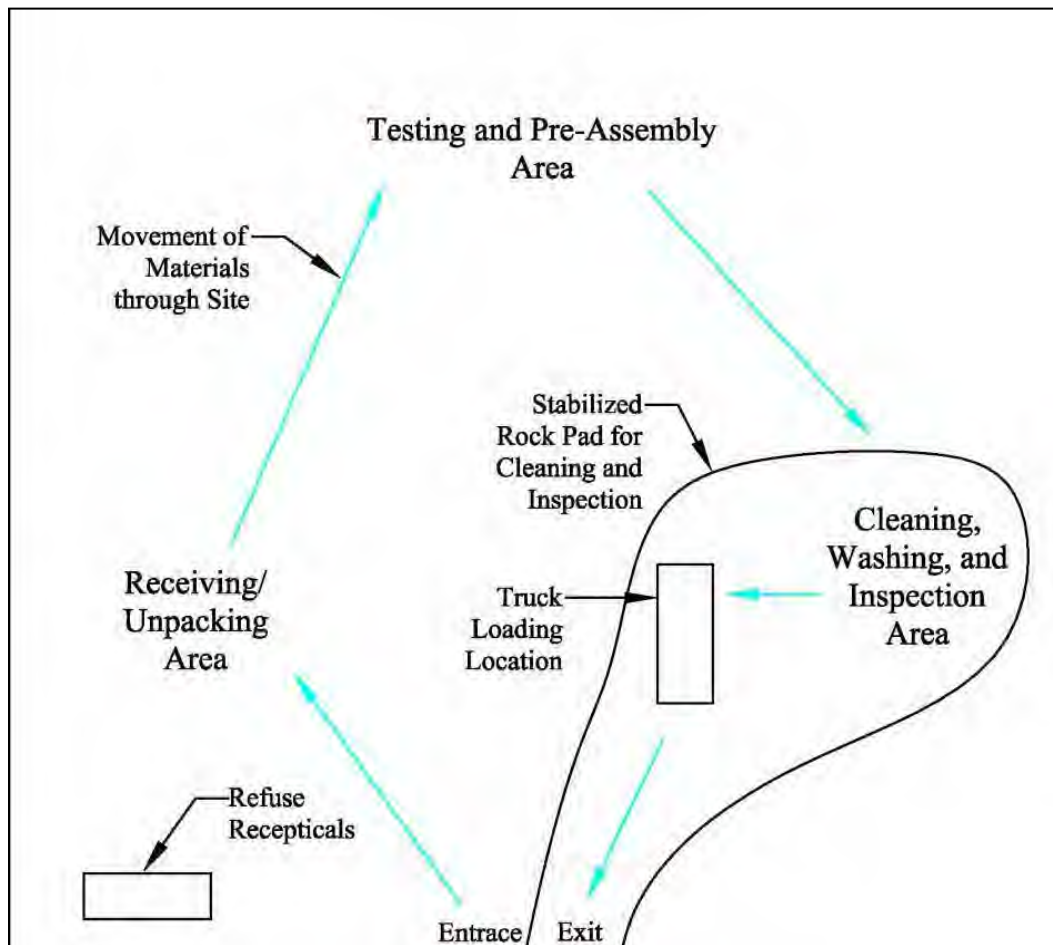 Testing and Pre-Assembly
Area
Movement of
Materials
through Site
Stabilized
Rock Pad for
Cleaning and
Inspection
Cleaning,
Washing, and
Inspection
Area
Receiving/
Unpacking
Area
Truck
Loading
Location
Refuse
Recepticals
Entrace
Exit